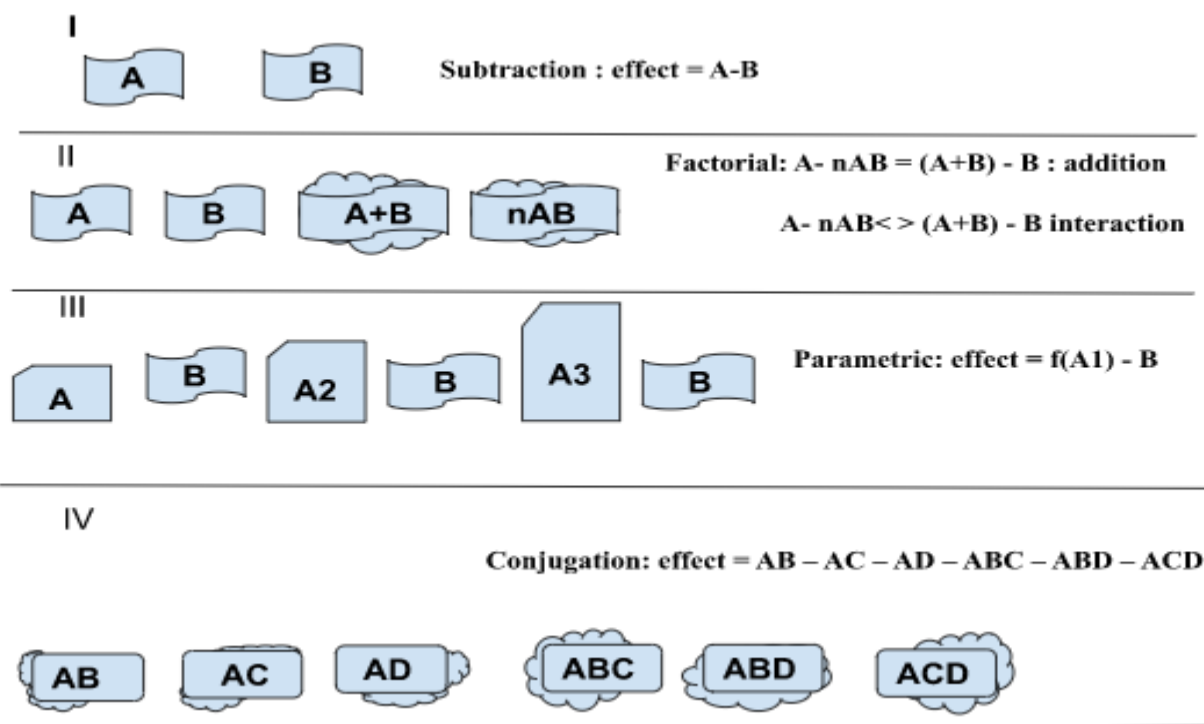 I
A B Subtraction : effect = A-B
II
Factorial: A- nAB = (A+B) - B : addition
A B A+B nAB
A- nAB< > (A+B) - B interaction
III
A B A2 B A3 B Parametric: effect = f(A1) - B
IV
Conjugation: effect = AB – AC – AD – ABC – ABD – ACD
AB AC AD ABC ABD ACD